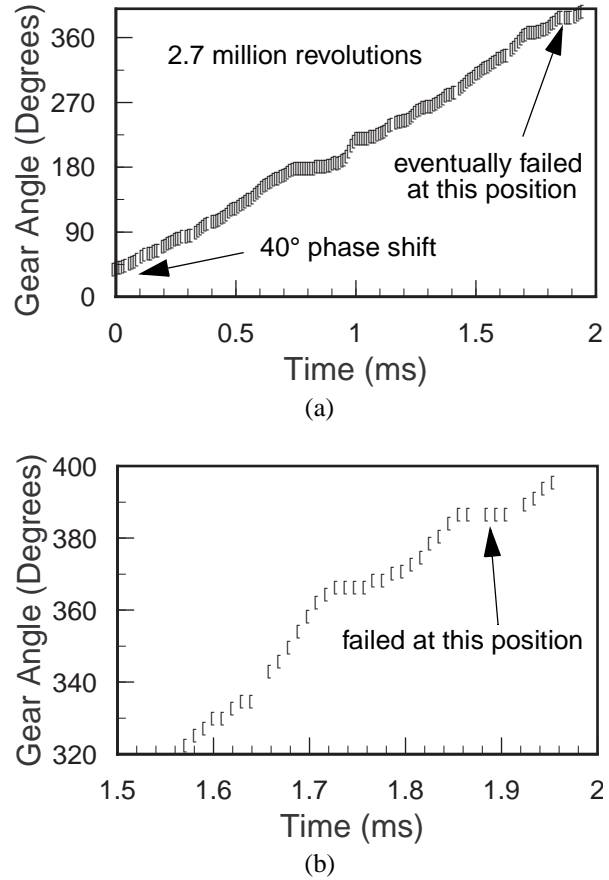 360
270
180
90
0
Gear Angle (Degrees)
2.7 million revolutions
eventually failed
at this position
40° phase shift
0 0.5 1 1.5 2
Time (ms)
(a)
400
380
360
340
320
Gear Angle (Degrees)
failed at this position
1.5 1.6 1.7 1.8 1.9 2
Time (ms)
(b)